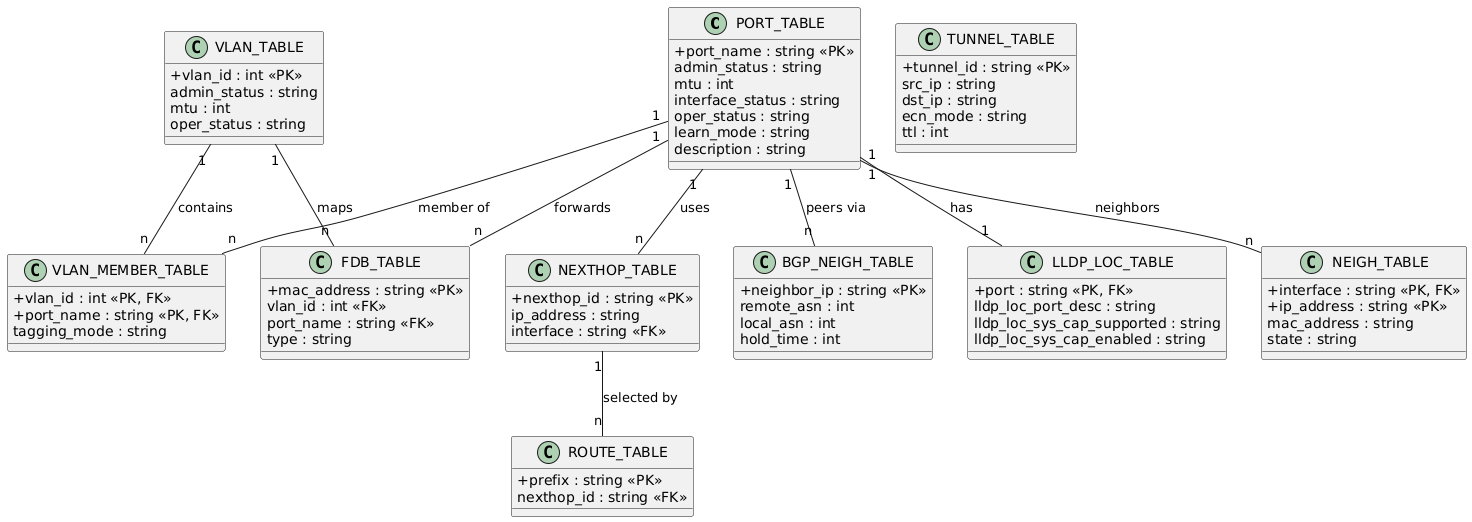 C VLAN_TABLE
+vlan_id : int «PK»
admin_status : string
mtu : int
oper_status : string
C PORT_TABLE
+port_name : string «PK»
admin_status : string
mtu : int
interface_status : string
oper_status : string
learn_mode : string
description : string
C TUNNEL_TABLE
+tunnel_id : string «PK»
src_ip : string
dst_ip : string
ecn_mode : string
ttl : int
1
1
1
1
1
1
1
1
contains
maps
member of
forwards
uses
peers via
has
neighbors
n
n
n
n
n
n
1
n
C VLAN_MEMBER_TABLE
+vlan_id : int «PK, FK»
+port_name : string «PK, FK»
tagging_mode : string
C FDB_TABLE
+mac_address : string «PK»
vlan_id : int «FK»
port_name : string «FK»
type : string
C NEXTHOP_TABLE
+nexthop_id : string «PK»
ip_address : string
interface : string «FK»
C BGP_NEIGH_TABLE
+neighbor_ip : string «PK»
remote_asn : int
local_asn : int
hold_time : int
C LLDP_LOC_TABLE
+port : string «PK, FK»
lldp_loc_port_desc : string
lldp_loc_sys_cap_supported : string
lldp_loc_sys_cap_enabled : string
C NEIGH_TABLE
+interface : string «PK, FK»
+ip_address : string «PK»
mac_address : string
state : string
1
selected by
n
C ROUTE_TABLE
+prefix : string «PK»
nexthop_id : string «FK»